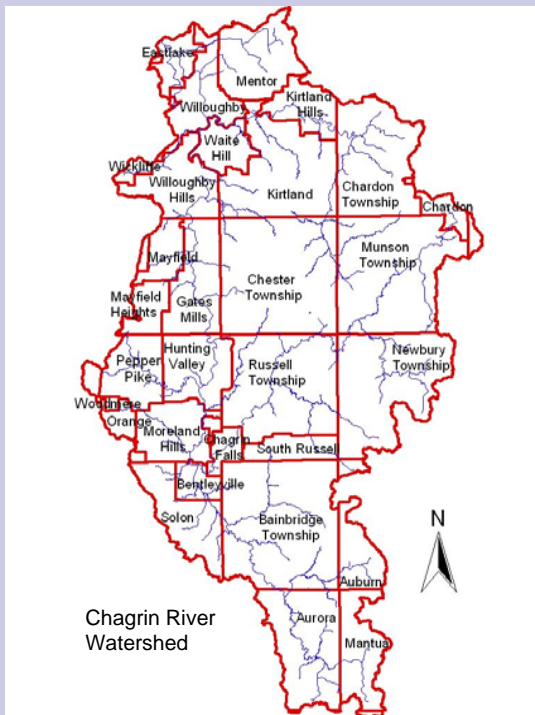 Eastlake
Mentor
Willoughby
Kirtland
Hills
Waite
Hill
Wickliffe
Willoughby
Hills
Kirtland
Chardon
Township
Chardon
Mayfield
Munson
Township
Chester
Township
Mayfield
Heights
Gates
Mills
Pepper
Pike
Hunting
Valley
Russell
Township
Newbury
Township
Woodmere
Orange
Moreland
Hills
Chagrin
Falls
South Russell
Bentleyville
Solon
Bainbridge
Township
N
Auburn
Aurora
Mantua
Chagrin River
Watershed